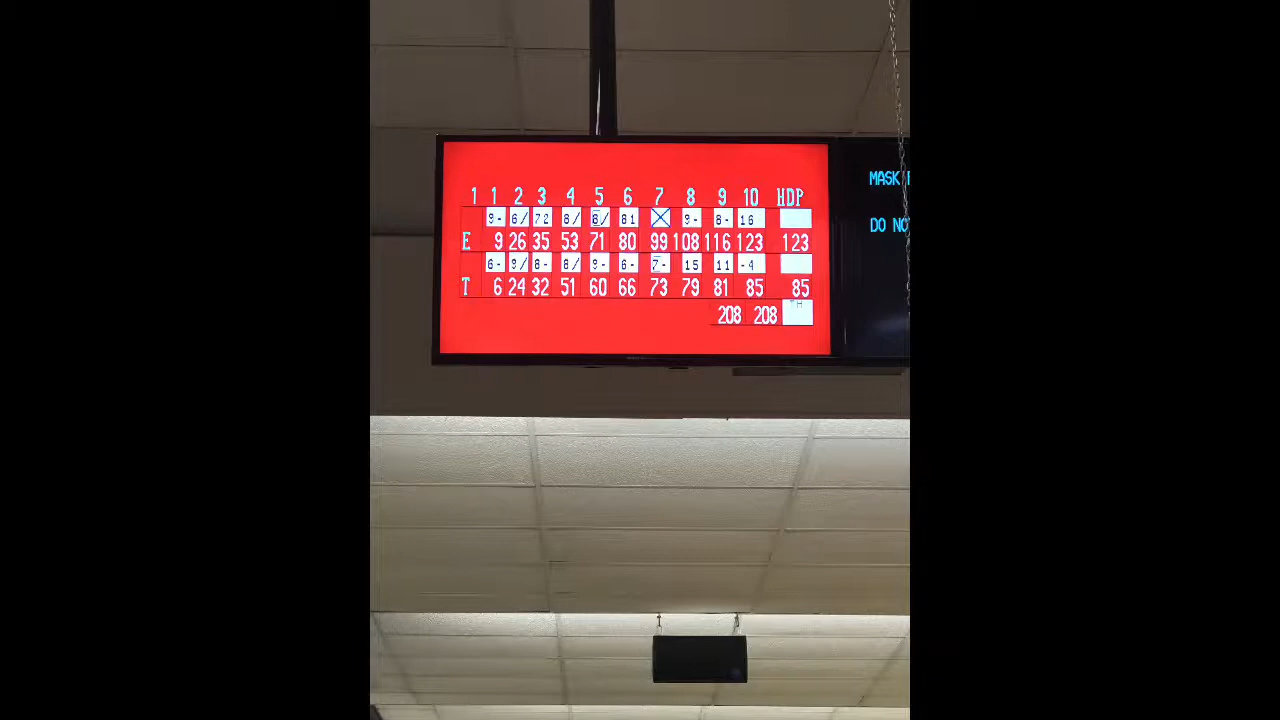 1 1 2 3 4 5 6 7 8 9 10 HDP
9- 6/ 72 8/ 8/ 81 X 9- 8- 16
E 9 26 35 53 71 80 99 108 116 123 123
6- 9/ 8- 8/ 9- 6- 7- 15 11 -4
T 6 24 32 51 60 66 73 79 81 85 85
TH
208 208
MASK
DO NO